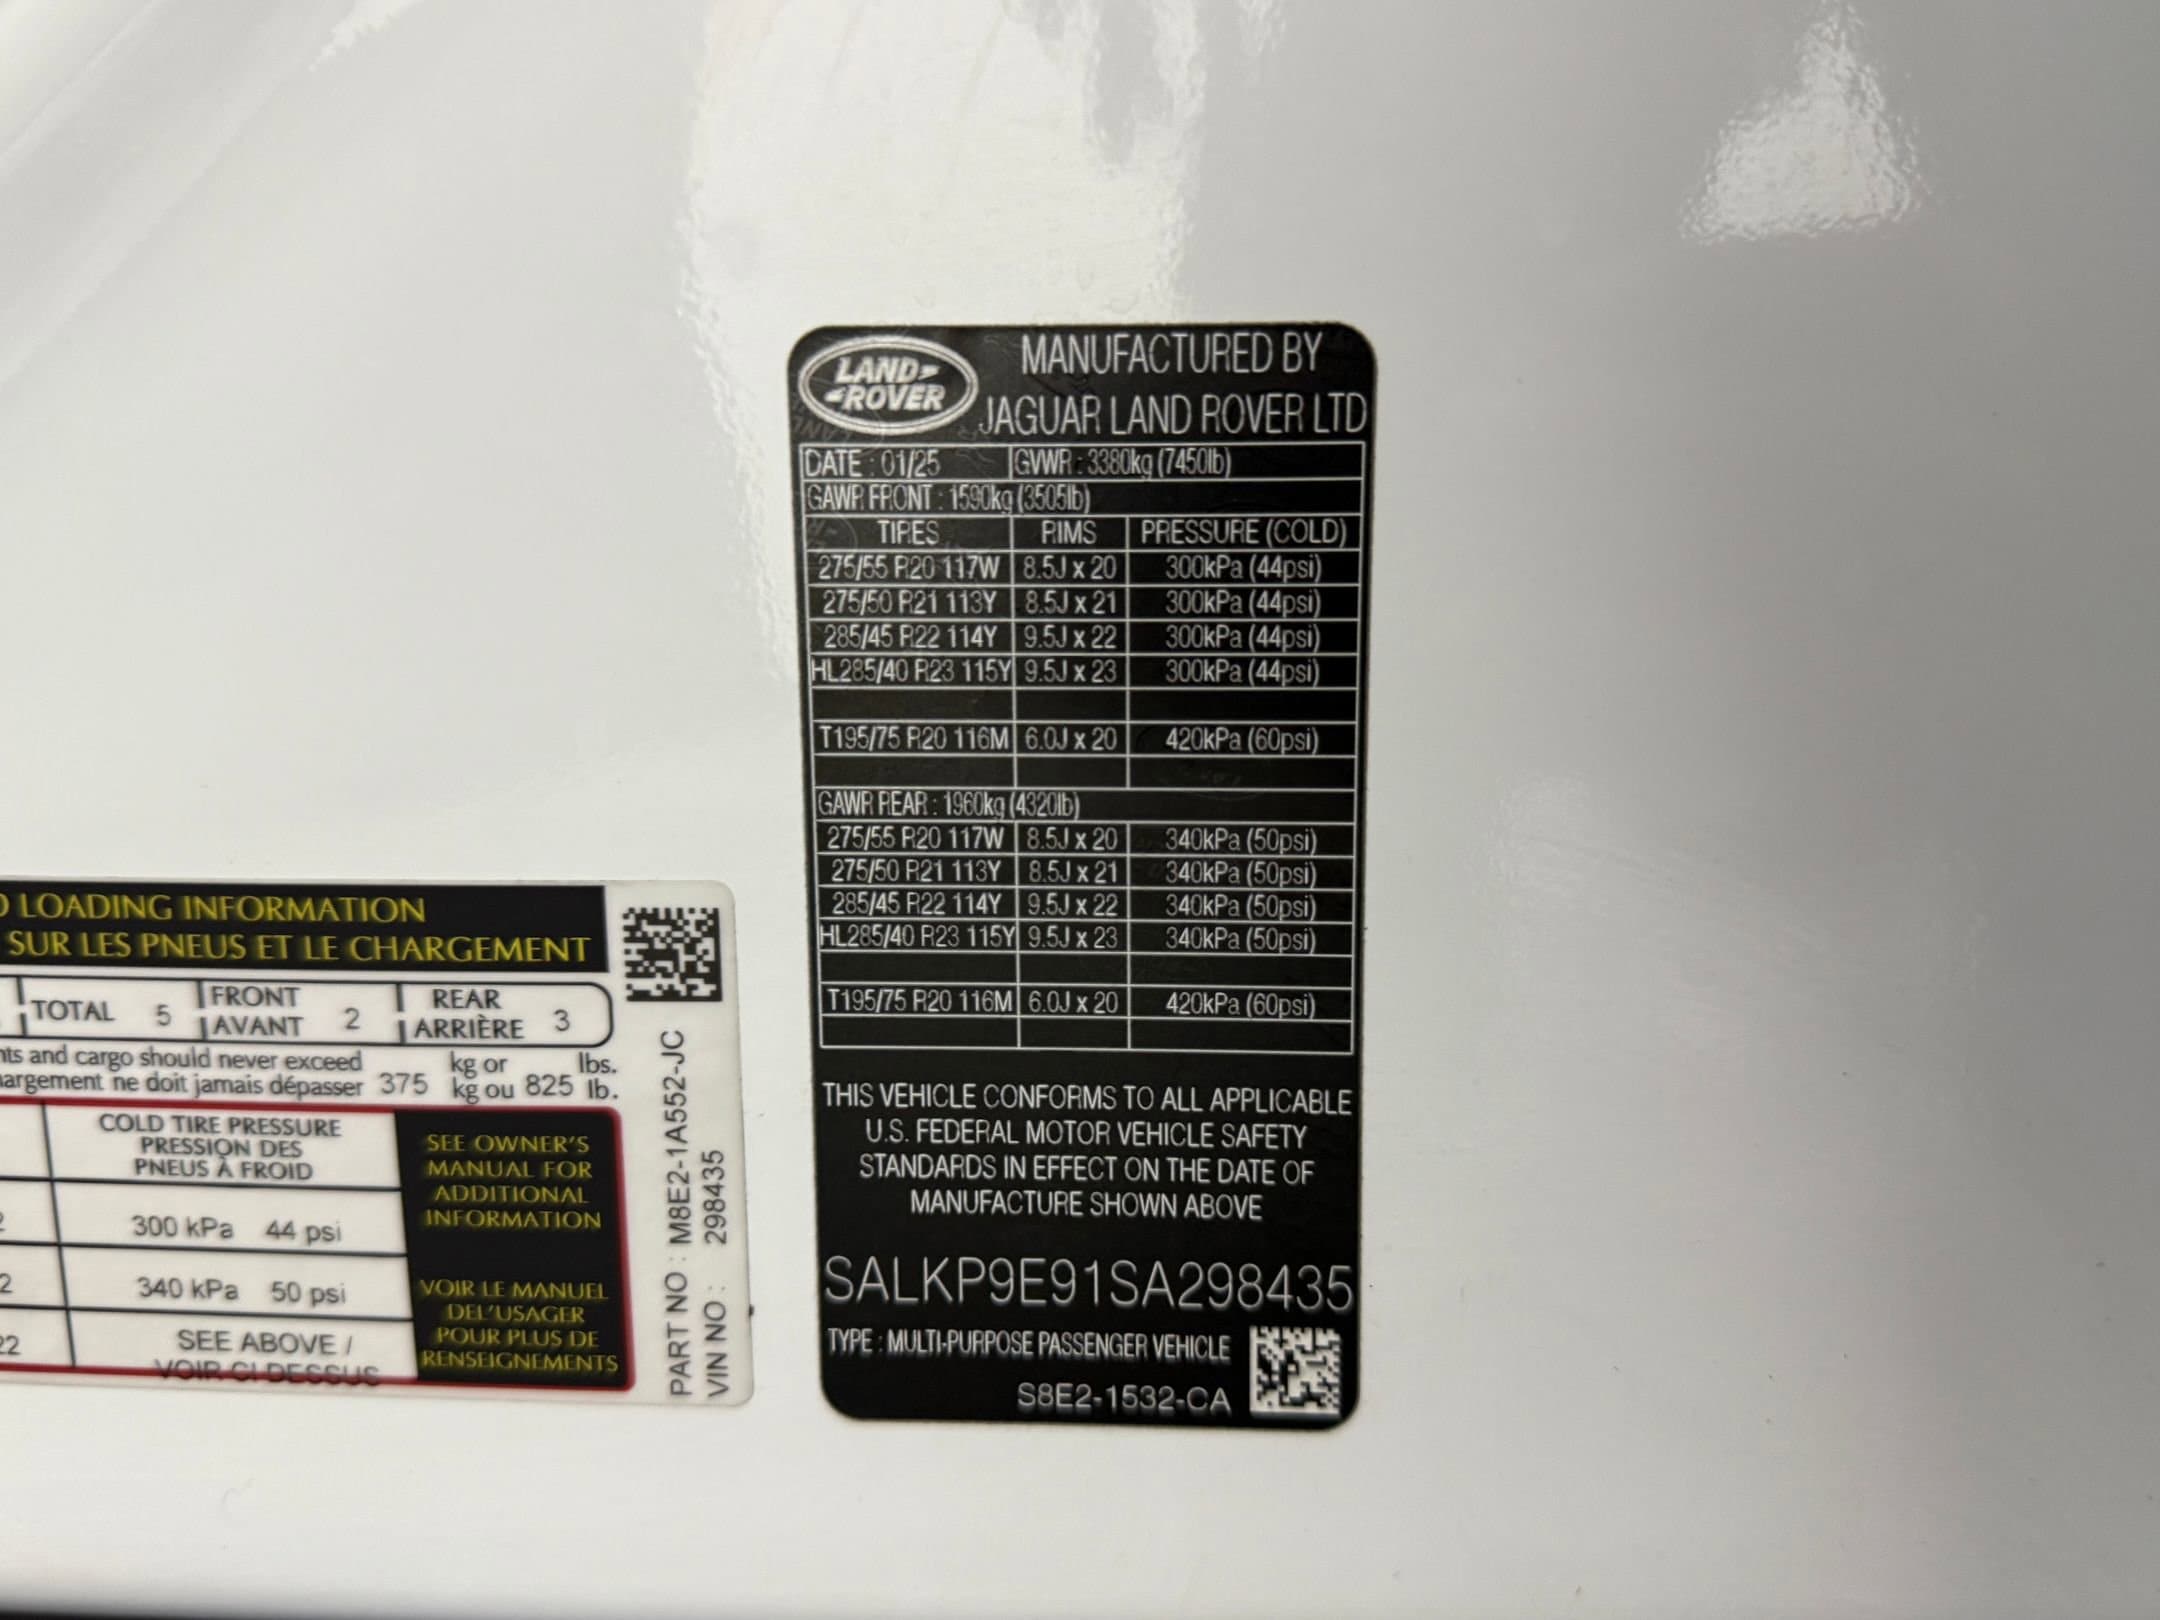 LAND
ROVER
MANUFACTURED BY
JAGUAR LAND ROVER LTD
DATE : 01/25 GVWR : 3380kg (7450lb)
GAWR FRONT : 1590kg (3505lb)
TIRES RIMS PRESSURE (COLD)
275/55 R20 117W 8.5J x 20 300kPa (44psi)
275/50 R21 113Y 8.5J x 21 300kPa (44psi)
285/45 R22 114Y 9.5J x 22 300kPa (44psi)
HL285/40 R23 115Y 9.5J x 23 300kPa (44psi)
T195/75 R20 116M 6.0J x 20 420kPa (60psi)
GAWR REAR : 1960kg (4320lb)
275/55 R20 117W 8.5J x 20 340kPa (50psi)
275/50 R21 113Y 8.5J x 21 340kPa (50psi)
285/45 R22 114Y 9.5J x 22 340kPa (50psi)
HL285/40 R23 115Y 9.5J x 23 340kPa (50psi)
T195/75 R20 116M 6.0J x 20 420kPa (60psi)
THIS VEHICLE CONFORMS TO ALL APPLICABLE
U.S. FEDERAL MOTOR VEHICLE SAFETY
STANDARDS IN EFFECT ON THE DATE OF
MANUFACTURE SHOWN ABOVE
SALKP9E91SA298435
TYPE : MULTI-PURPOSE PASSENGER VEHICLE
S8E2-1532-CA
LOADING INFORMATION
SUR LES PNEUS ET LE CHARGEMENT
TOTAL 5 FRONT 2 REAR 3
AVANT ARRIÈRE
and cargo should never exceed kg or lbs.
ne doit jamais dépasser 375 kg ou 825 lb.
COLD TIRE PRESSURE
PRESSION DES
PNEUS À FROID
300 kPa 44 psi
340 kPa 50 psi
SEE ABOVE /
VOIR CI DESSUS
SEE OWNER'S
MANUAL FOR
ADDITIONAL
INFORMATION
VOIR LE MANUEL
DEL'USAGER
POUR PLUS DE
RENSEIGNEMENTS
PART NO : M8E2-1A552-JC
VIN NO : 298435